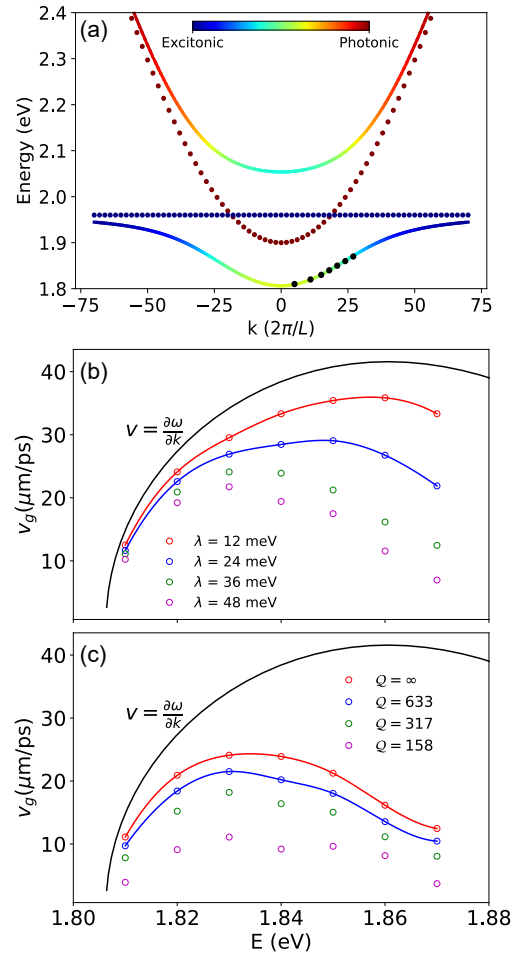 (a)
Excitonic Photonic
Energy (eV)
2.4
2.3
2.2
2.1
2.0
1.9
1.8
−75 −50 −25 0 25 50 75
k (2π/L)
(b)
v = ∂ω/∂k
v_g(μm/ps)
40
30
20
10
λ = 12 meV
λ = 24 meV
λ = 36 meV
λ = 48 meV
(c)
v = ∂ω/∂k
v_g(μm/ps)
40
30
20
10
𝒬 = ∞
𝒬 = 633
𝒬 = 317
𝒬 = 158
1.80 1.82 1.84 1.86 1.88
E (eV)